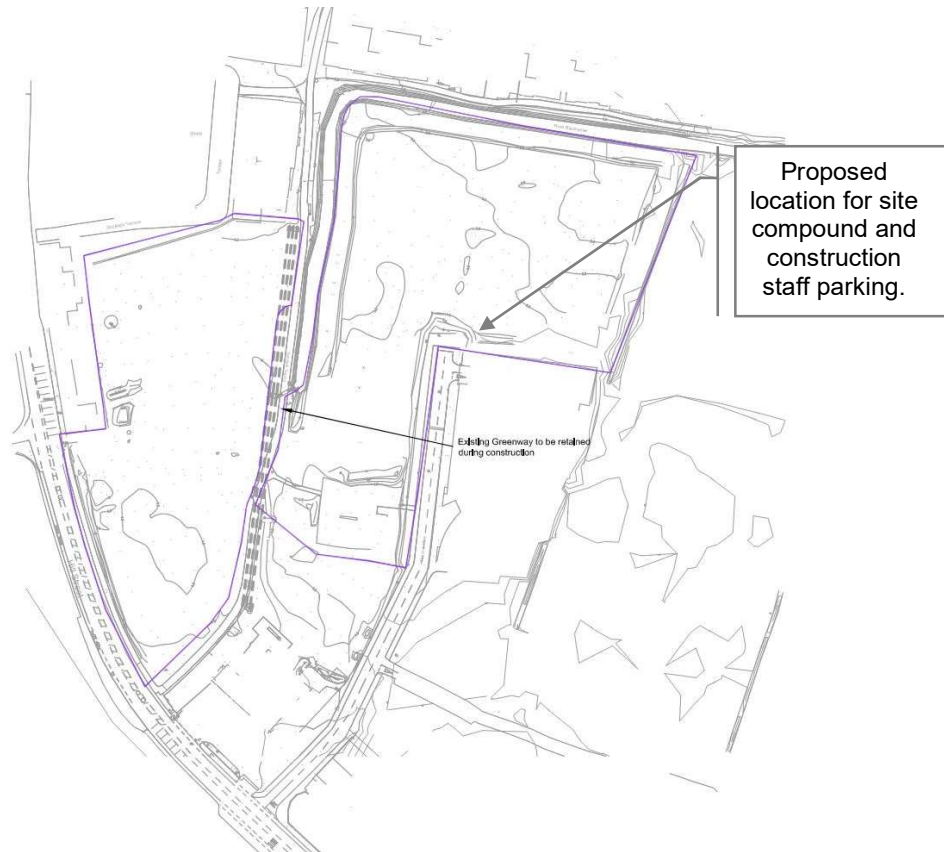 Proposed
location for site
compound and
construction
staff parking.
Existing Greenway to be retained
during construction